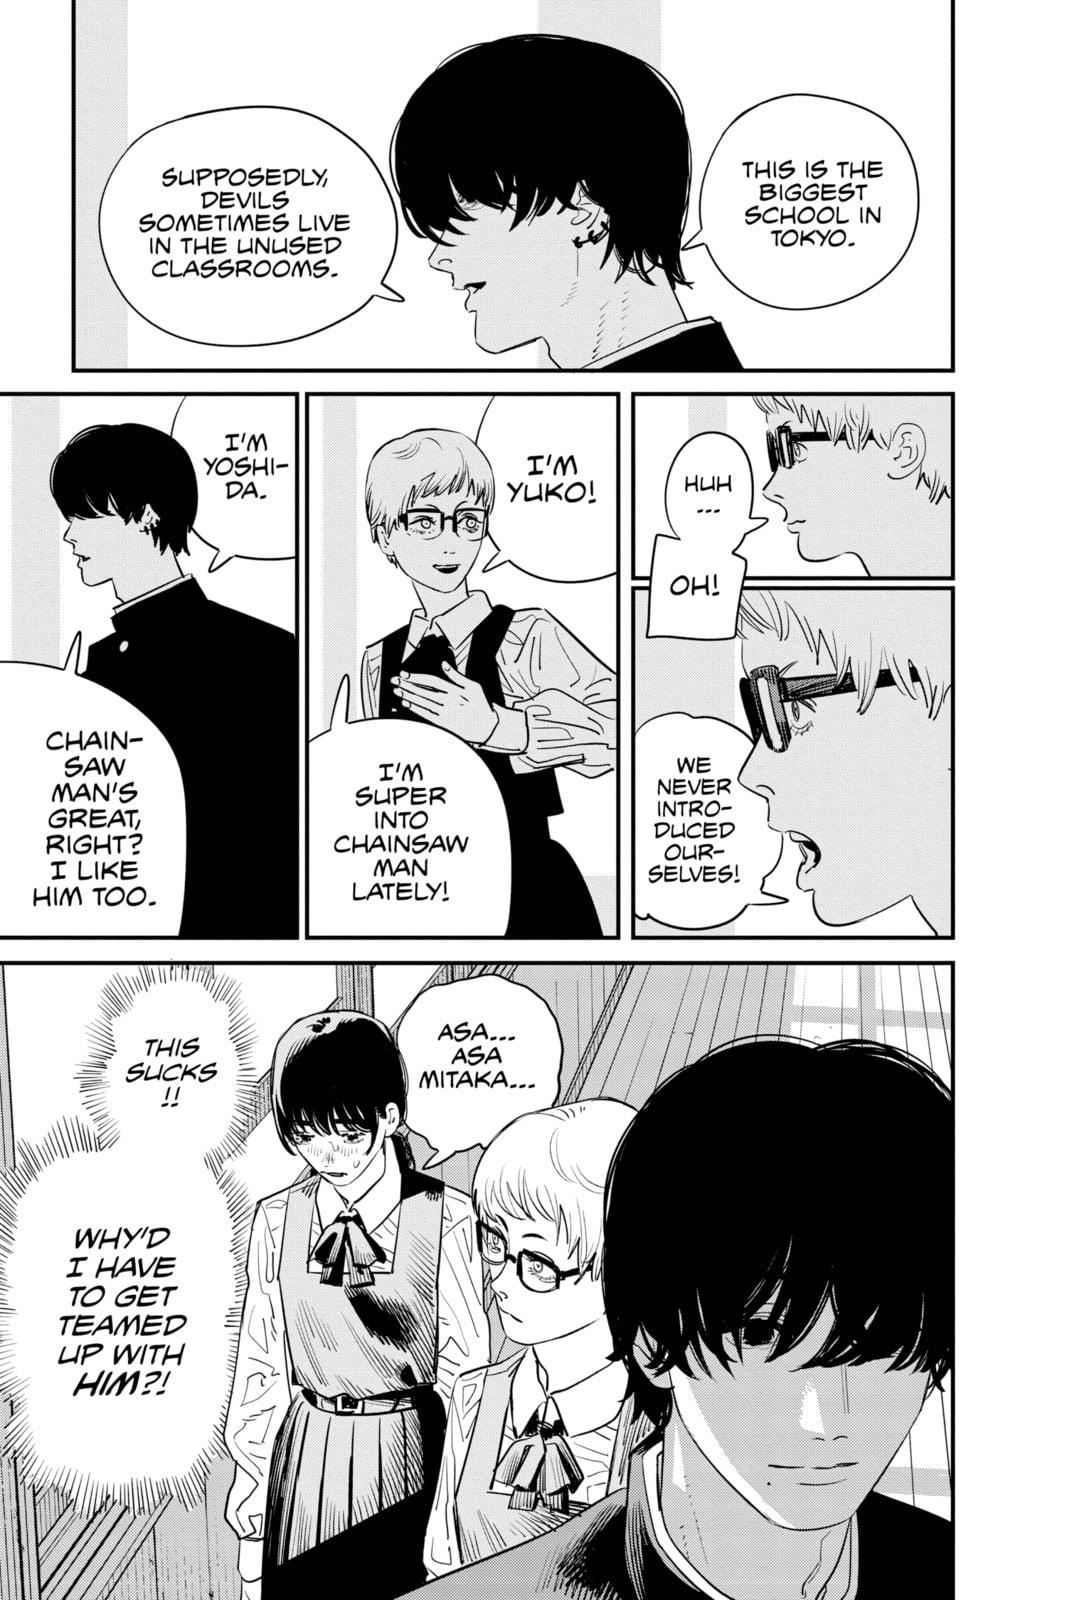 THIS IS THE
BIGGEST
SCHOOL IN
TOKYO.
SUPPOSEDLY,
DEVILS
SOMETIMES LIVE
IN THE UNUSED
CLASSROOMS.
HUH
...
OH!
WE
NEVER
INTRO-
DUCED
OUR-
SELVES!
I'M
YUKO!
I'M
SUPER
INTO
CHAINSAW
MAN
LATELY!
I'M
YOSHI-
DA.
CHAIN-
SAW
MAN'S
GREAT,
RIGHT?
I LIKE
HIM TOO.
ASA...
ASA
MITAKA...
THIS
SUCKS
!!
WHY'D
I HAVE
TO GET
TEAMED
UP WITH
HIM?!